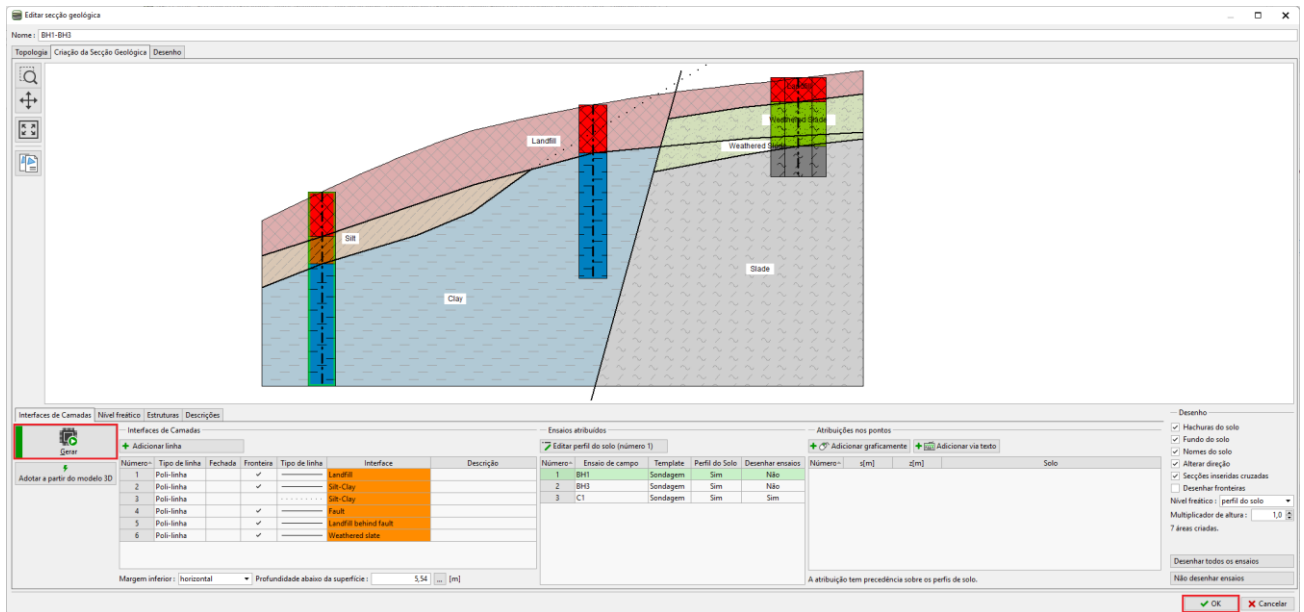 Editar secção geológica
Nome : BH1-BH3
Topologia Criação da Secção Geológica Desenho
Landfill
Weathered Slade
Landfill
Weathered Slade
Silt
Slade
Clay
Interfaces de Camadas Nível freático Estruturas Descrições
Gerar
Adotar a partir do modelo 3D
Interfaces de Camadas
+ Adicionar linha
Número Tipo de linha Fechada Fronteira Tipo de linha Interface Descrição
1 Poli-linha ✓ Landfill
2 Poli-linha ✓ Silt-Clay
3 Poli-linha Silt-Clay
4 Poli-linha ✓ Fault
5 Poli-linha ✓ Landfill behind fault
6 Poli-linha ✓ Weathered slate
Margem inferior : horizontal Profundidade abaixo da superfície : 5,54 ... [m]
Ensaios atribuídos
Editar perfil do solo (número 1)
Número Ensaio de campo Template Perfil do Solo Desenhar ensaios
1 BH1 Sondagem Sim Não
2 BH3 Sondagem Sim Não
3 C1 Sondagem Sim Sim
Atribuições nos pontos
+ Adicionar graficamente + Adicionar via texto
Número s[m] z[m] Solo
A atribuição tem precedência sobre os perfis de solo.
Desenho
✓ Hachuras do solo
✓ Fundo do solo
✓ Nomes do solo
✓ Alterar direção
✓ Secções inseridas cruzadas
Desenhar fronteiras
Nível freático : perfil do solo
Multiplicador de altura : 1,0
7 áreas criadas.
Desenhar todos os ensaios
Não desenhar ensaios
✓ OK
Cancelar